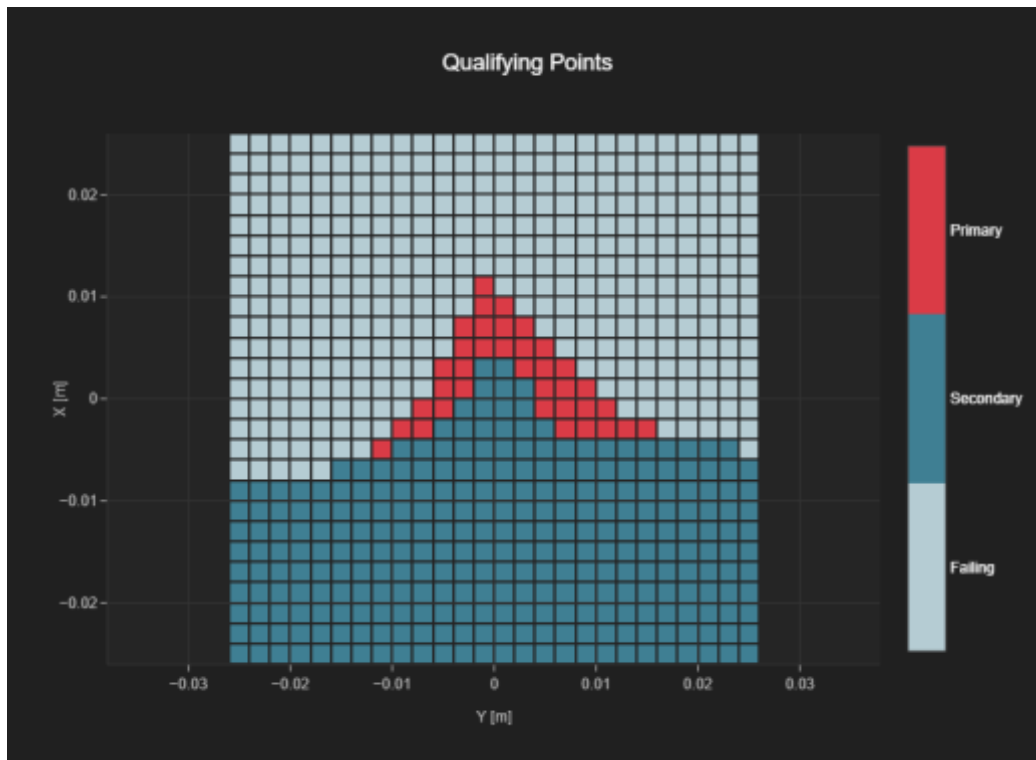 Qualifying Points
0.02
0.01
0
−0.01
−0.02
X [m]
−0.03
−0.02
−0.01
0
0.01
0.02
0.03
Y [m]
Primary
Secondary
Failing